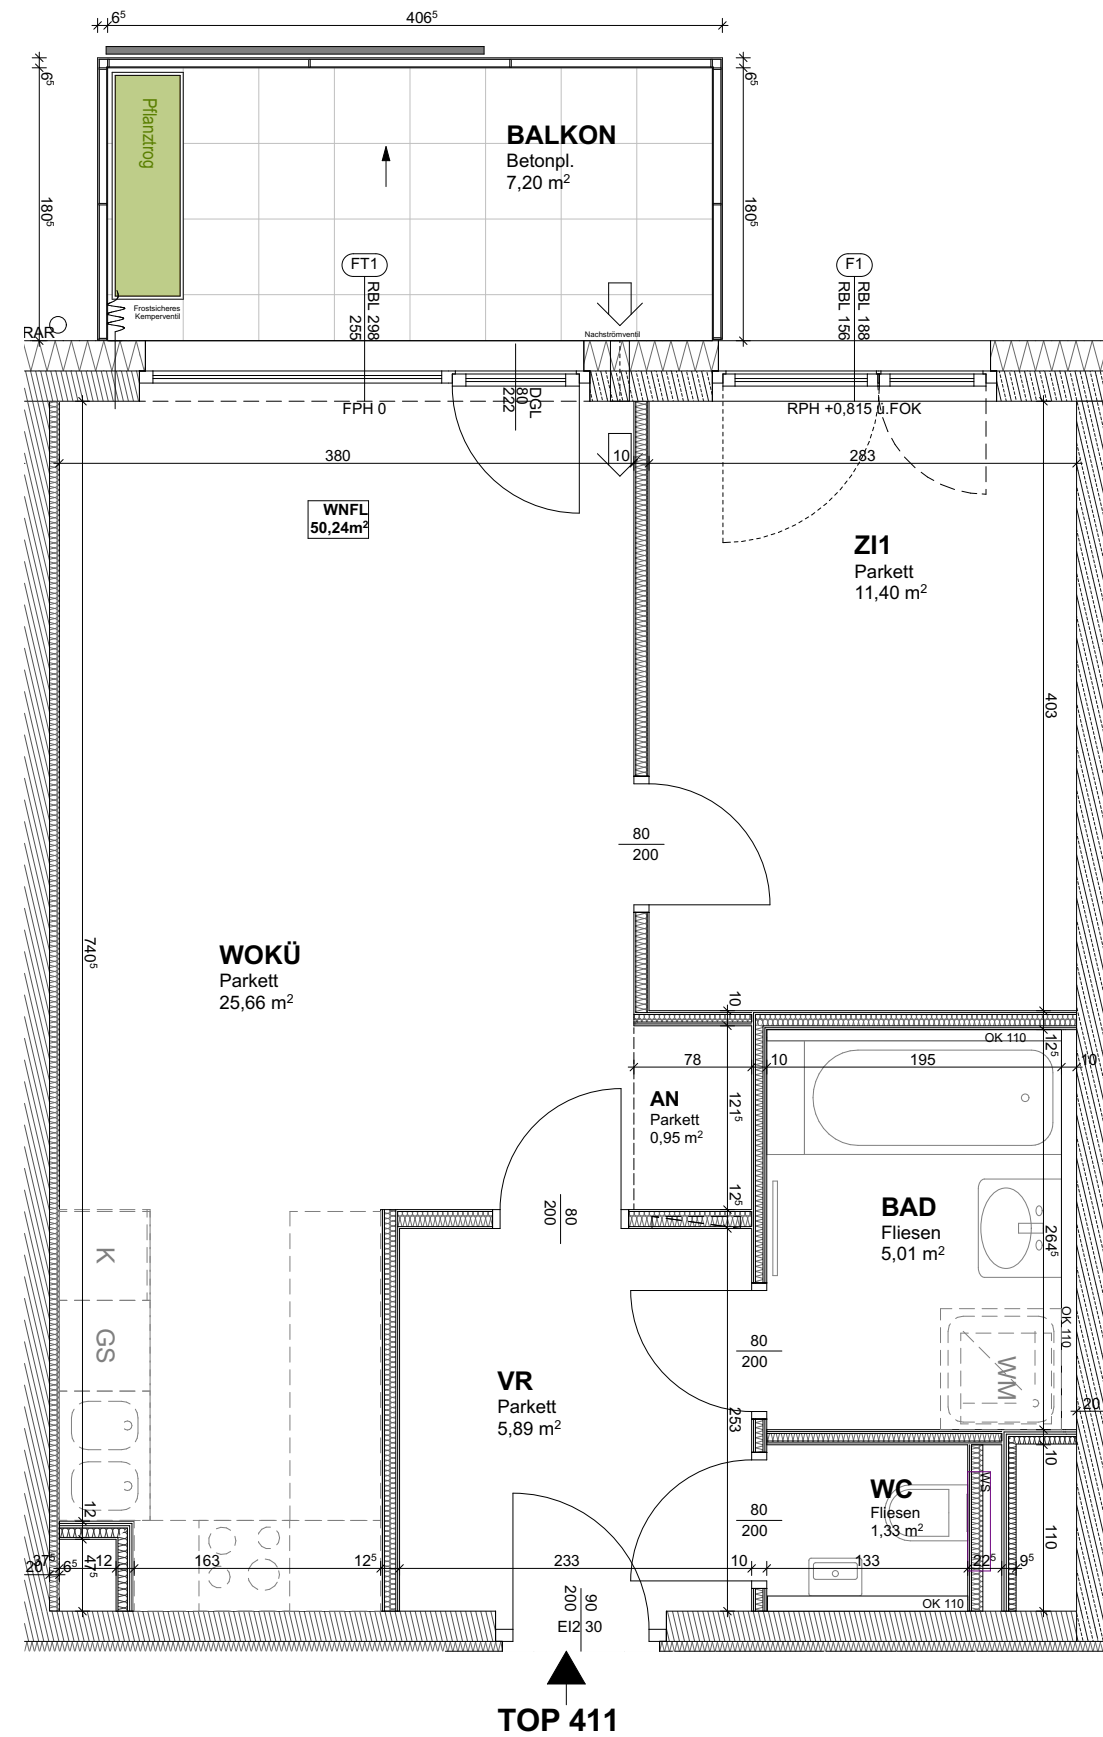 6⁵
406⁵
6⁵
6⁵
Pflanztrog
BALKON
Betonpl.
7,20 m²
180⁵
180⁵
FT1
F1
RBL 298
255
RBL 188
RBL 156
Frostsicheres
Kemperventil
Nachströmventil
RAR
FPH 0
DGL
80
222
RPH +0,815 ü.FOK
380
10
283
WNFL
50,24m²
ZI1
Parkett
11,40 m²
403
80
200
740⁵
WOKÜ
Parkett
25,66 m²
10
OK 110
12⁵
78
10
195
10
AN
Parkett
0,95 m²
121⁵
12⁵
80
200
BAD
Fliesen
5,01 m²
264⁵
K
GS
OK 110
80
200
WM
VR
Parkett
5,89 m²
253
20
10
WC
Fliesen
1,33 m²
WS
80
200
110
12
37⁵
20
6⁵
47⁵
12
163
12⁵
233
10
133
22⁵
9⁵
90
200
EI2 30
OK 110
TOP 411